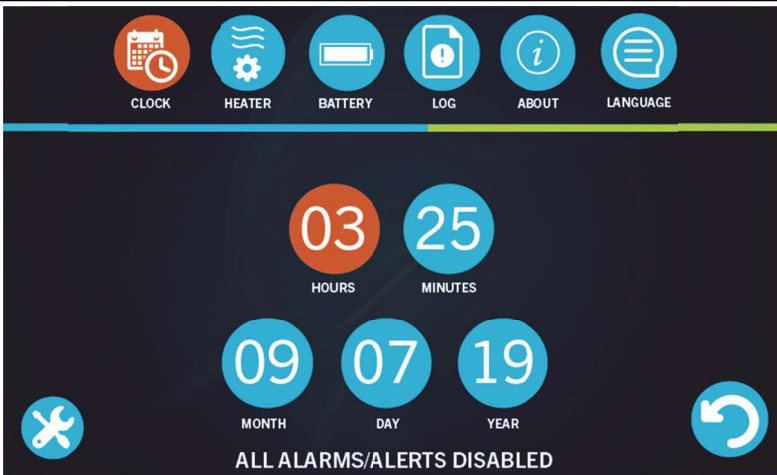 CLOCK HEATER BATTERY LOG ABOUT LANGUAGE
03 25
HOURS MINUTES
09 07 19
MONTH DAY YEAR
ALL ALARMS/ALERTS DISABLED